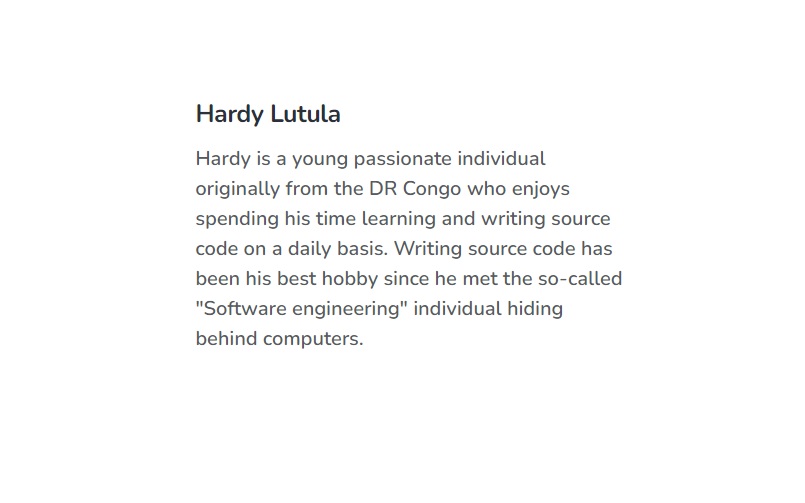 Hardy Lutula
Hardy is a young passionate individual
originally from the DR Congo who enjoys
spending his time learning and writing source
code on a daily basis. Writing source code has
been his best hobby since he met the so-called
"Software engineering" individual hiding
behind computers.